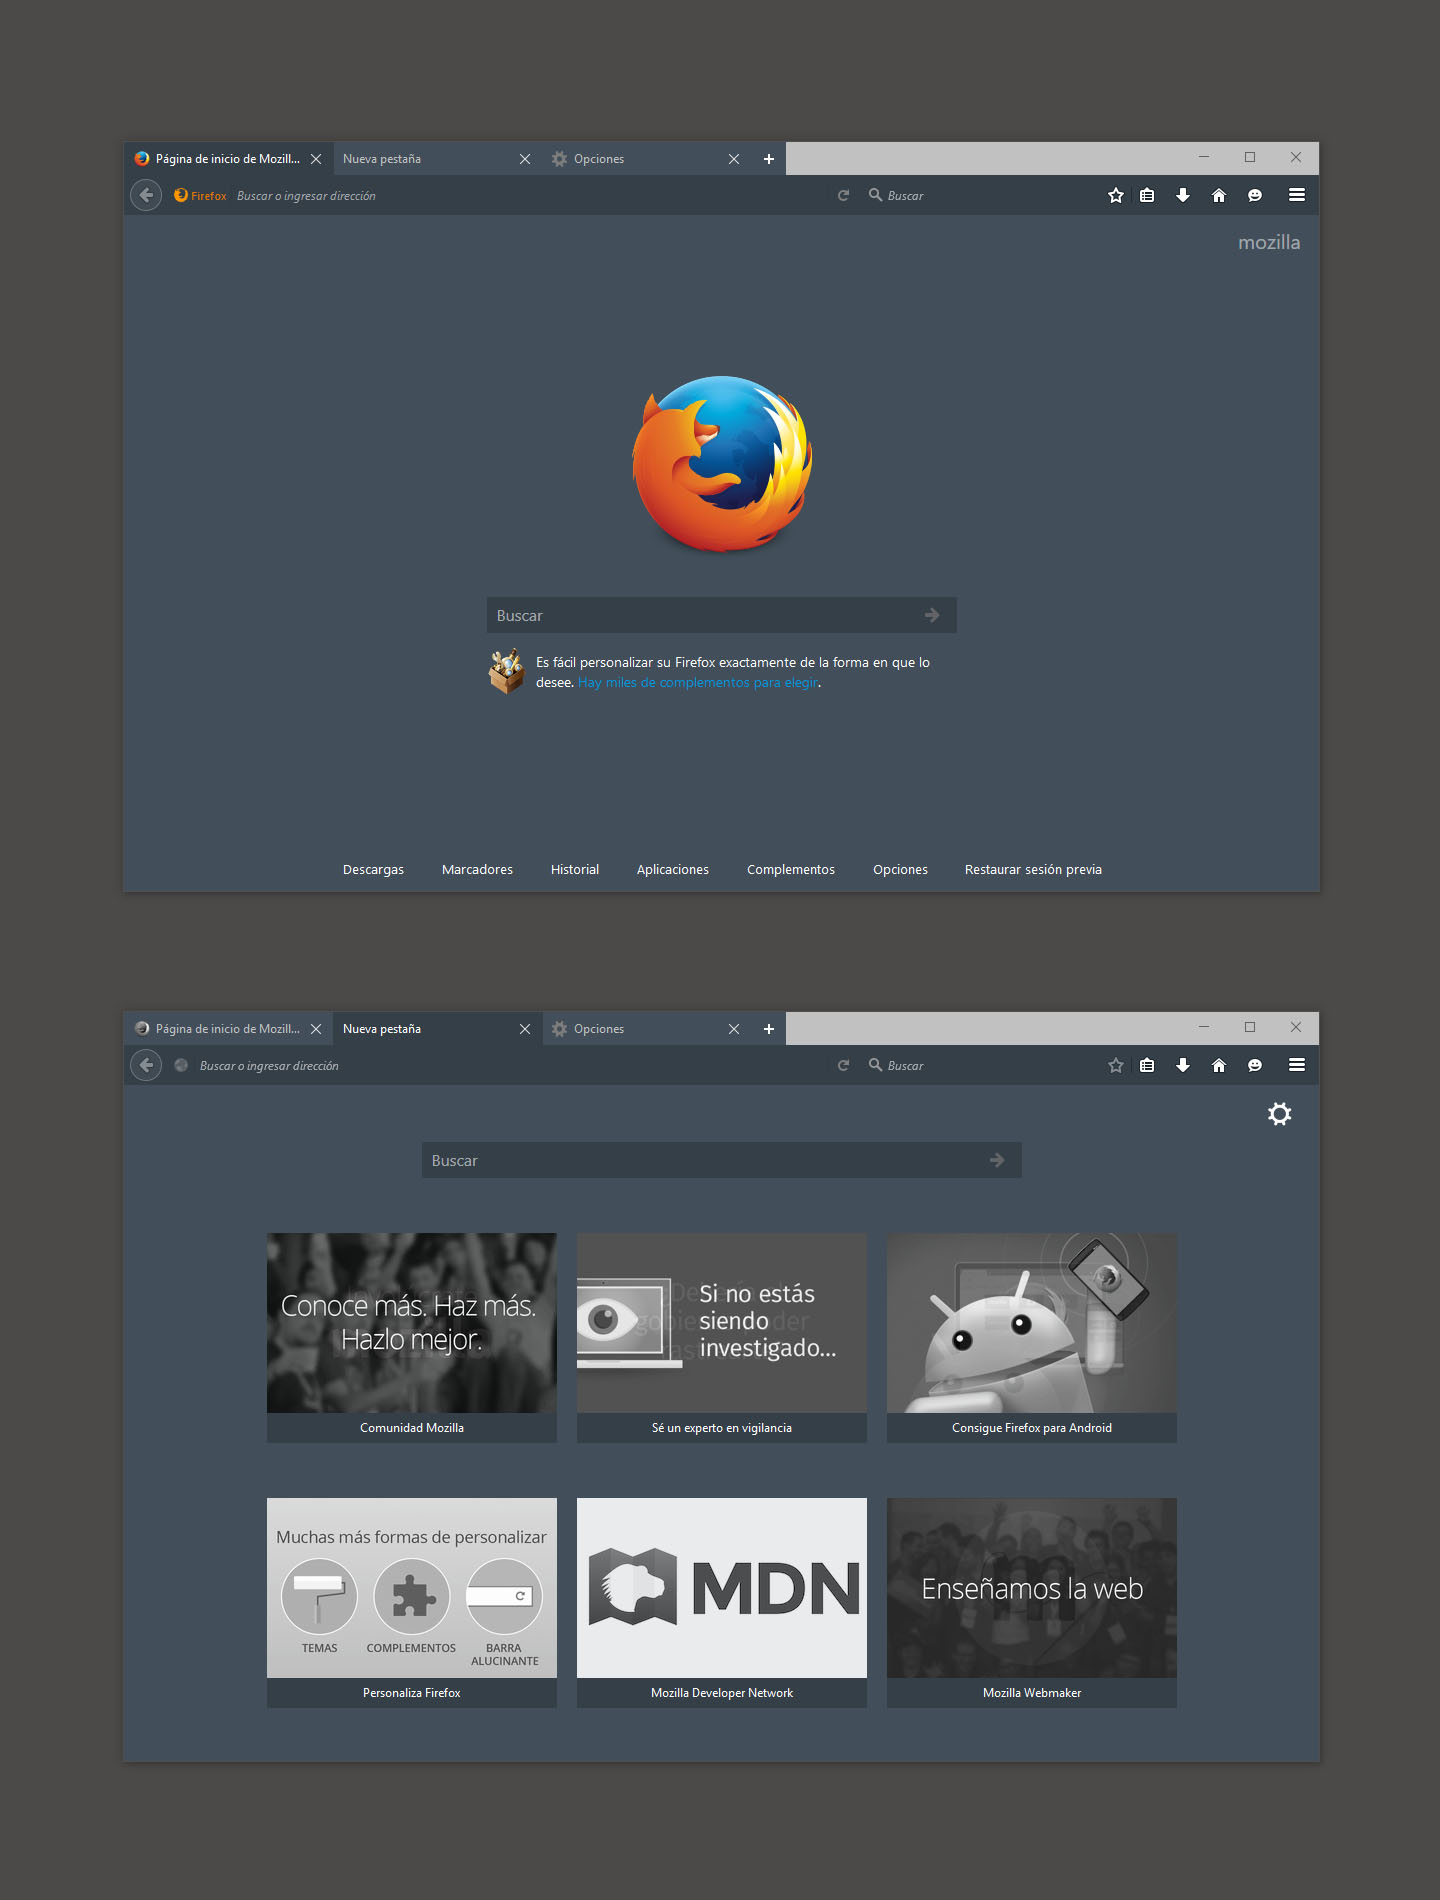 Página de inicio de Mozill...
Nueva pestaña
Opciones
Firefox
Buscar o ingresar dirección
Buscar
mozilla
Buscar
Es fácil personalizar su Firefox exactamente de la forma en que lo
desee. Hay miles de complementos para elegir.
Descargas
Marcadores
Historial
Aplicaciones
Complementos
Opciones
Restaurar sesión previa
Página de inicio de Mozill...
Nueva pestaña
Opciones
Buscar o ingresar dirección
Buscar
Buscar
Conoce más. Haz más.
Hazlo mejor.
Comunidad Mozilla
Si no estás
siendo
investigado...
Sé un experto en vigilancia
Consigue Firefox para Android
Muchas más formas de personalizar
TEMAS
COMPLEMENTOS
BARRA
ALUCINANTE
Personaliza Firefox
MDN
Mozilla Developer Network
Enseñamos la web
Mozilla Webmaker